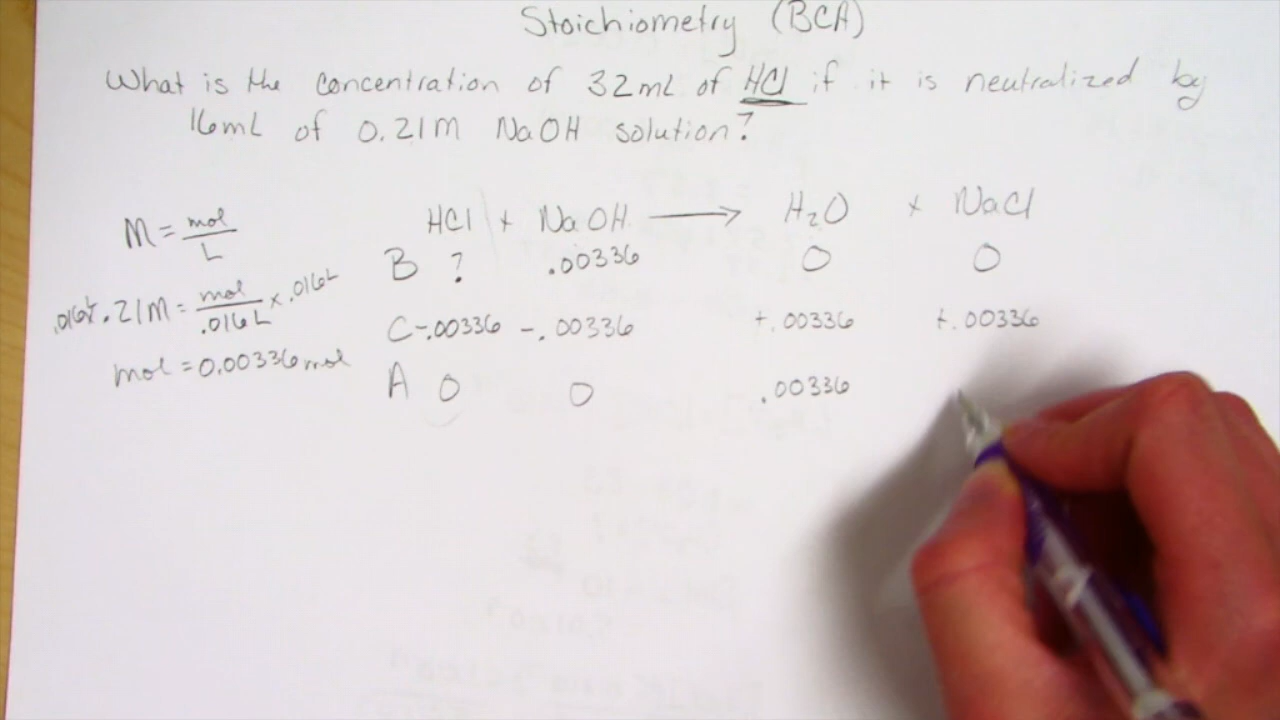 Stoichiometry (BCA)
What is the concentration of 32mL of HCl if it is neutralized by
16mL of 0.21M NaOH solution?
M = mol / L
HCl + NaOH → H₂O + NaCl
B ? .00336 0 0
.016L · .21M = mol / .016L × .016L
C -.00336 -.00336 +.00336 +.00336
mol = 0.00336 mol
A 0 0 .00336